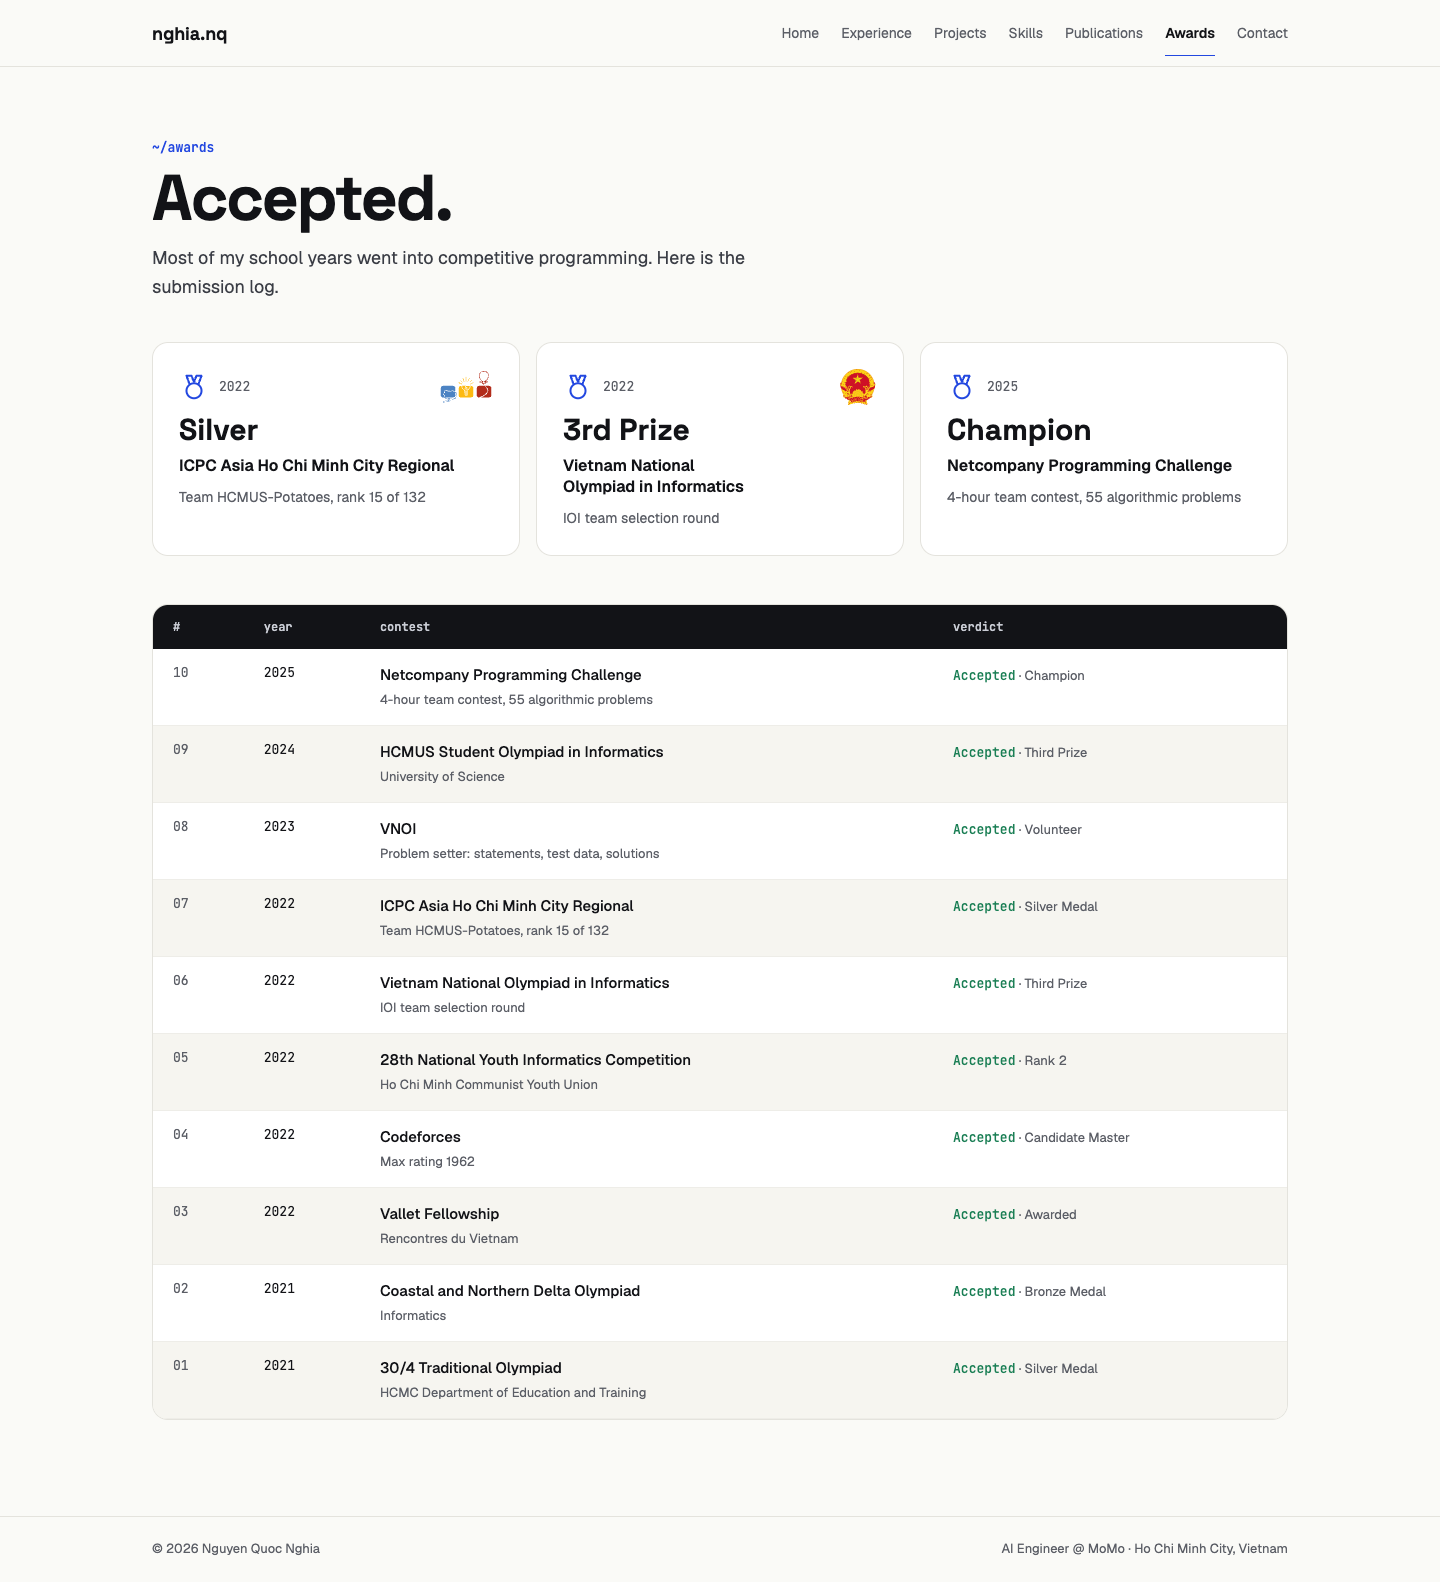 nghia.nq
Home Experience Projects Skills Publications Awards Contact
~/awards
Accepted.
Most of my school years went into competitive programming. Here is the
submission log.
2022
Silver
ICPC Asia Ho Chi Minh City Regional
Team HCMUS-Potatoes, rank 15 of 132
2022
3rd Prize
Vietnam National
Olympiad in Informatics
IOI team selection round
2025
Champion
Netcompany Programming Challenge
4-hour team contest, 55 algorithmic problems
# year contest verdict
10 2025 Netcompany Programming Challenge Accepted · Champion
4-hour team contest, 55 algorithmic problems
09 2024 HCMUS Student Olympiad in Informatics Accepted · Third Prize
University of Science
08 2023 VNOI Accepted · Volunteer
Problem setter: statements, test data, solutions
07 2022 ICPC Asia Ho Chi Minh City Regional Accepted · Silver Medal
Team HCMUS-Potatoes, rank 15 of 132
06 2022 Vietnam National Olympiad in Informatics Accepted · Third Prize
IOI team selection round
05 2022 28th National Youth Informatics Competition Accepted · Rank 2
Ho Chi Minh Communist Youth Union
04 2022 Codeforces Accepted · Candidate Master
Max rating 1962
03 2022 Vallet Fellowship Accepted · Awarded
Rencontres du Vietnam
02 2021 Coastal and Northern Delta Olympiad Accepted · Bronze Medal
Informatics
01 2021 30/4 Traditional Olympiad Accepted · Silver Medal
HCMC Department of Education and Training
© 2026 Nguyen Quoc Nghia
AI Engineer @ MoMo · Ho Chi Minh City, Vietnam